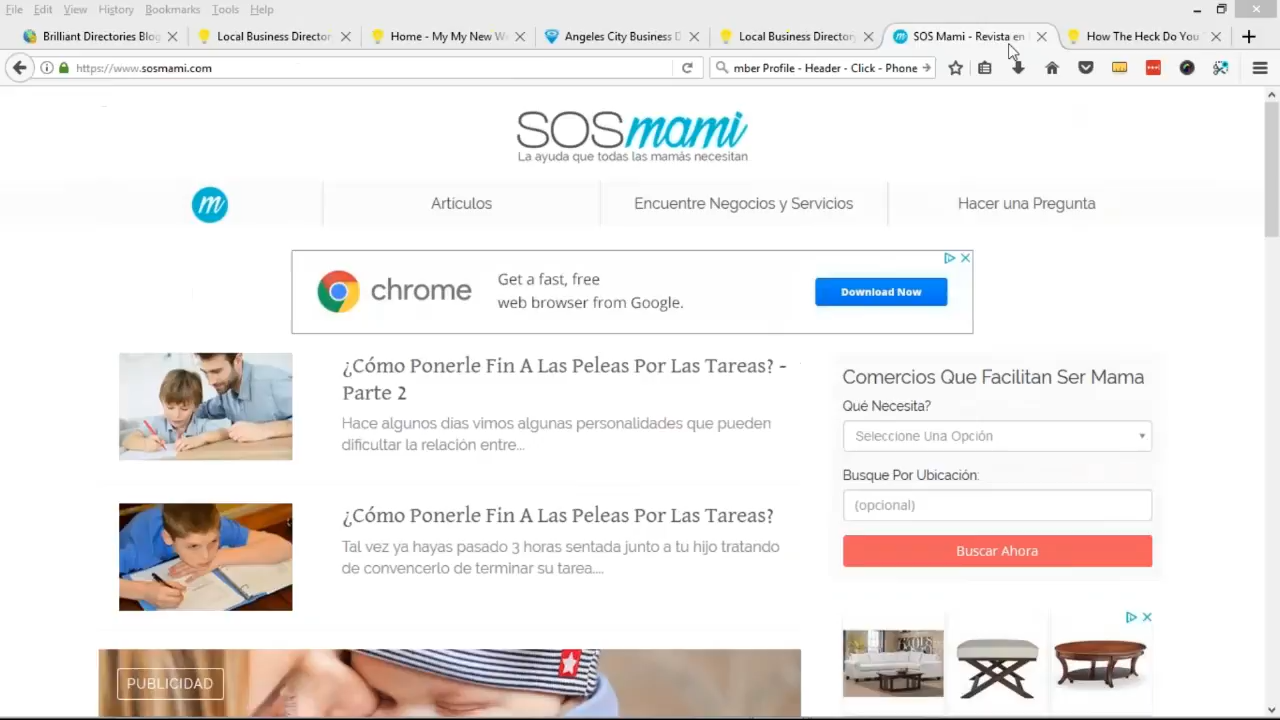 File Edit View History Bookmarks Tools Help
Brilliant Directories Blog
Local Business Director
Home - My My New W
Angeles City Business D
Local Business Director
SOS Mami - Revista en
How The Heck Do You
https://www.sosmami.com
mber Profile - Header - Click - Phone
SOSmami
La ayuda que todas las mamás necesitan
m
Articulos
Encuentre Negocios y Servicios
Hacer una Pregunta
chrome
Get a fast, free
web browser from Google.
Download Now
¿Cómo Ponerle Fin A Las Peleas Por Las Tareas? -
Parte 2
Hace algunos dias vimos algunas personalidades que pueden
dificultar la relación entre...
Comercios Que Facilitan Ser Mama
Qué Necesita?
Seleccione Una Opción
Busque Por Ubicación:
(opcional)
Buscar Ahora
¿Cómo Ponerle Fin A Las Peleas Por Las Tareas?
Tal vez ya hayas pasado 3 horas sentada junto a tu hijo tratando
de convencerlo de terminar su tarea....
PUBLICIDAD